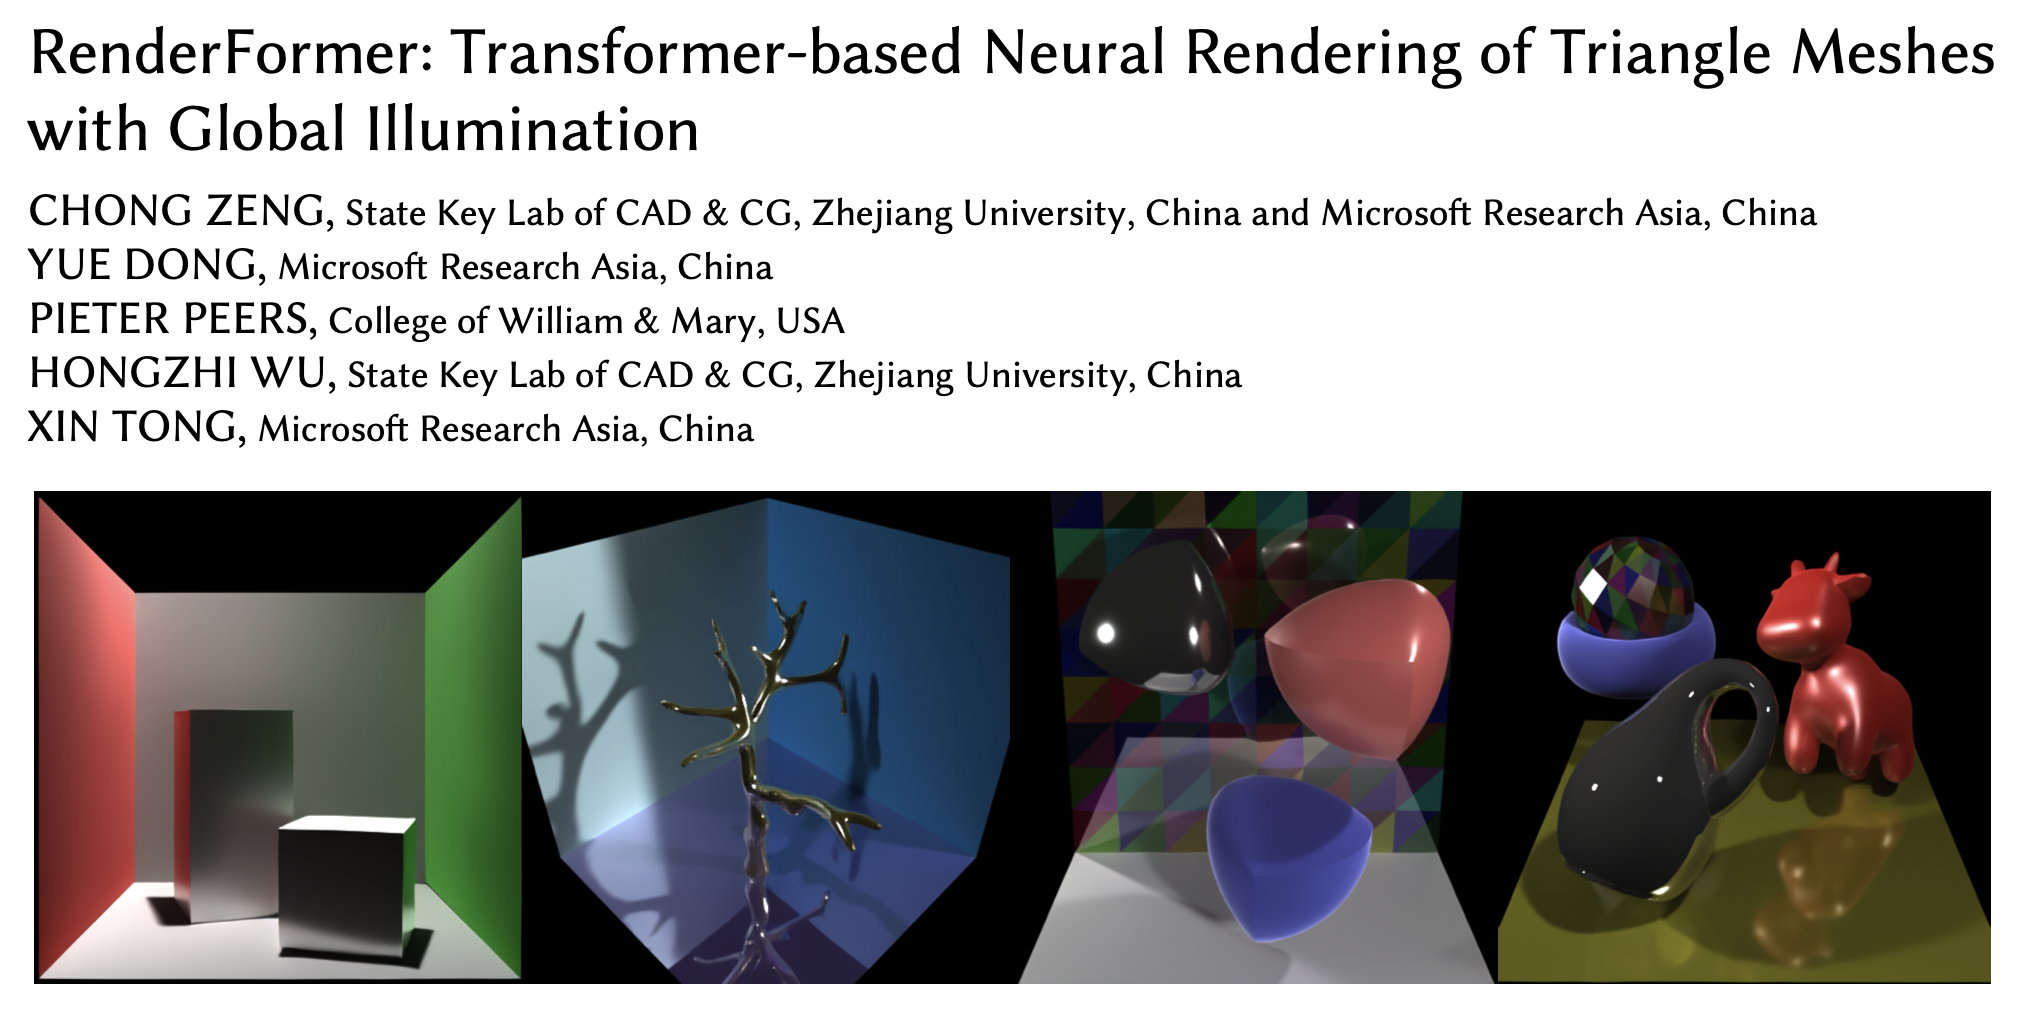 RenderFormer: Transformer-based Neural Rendering of Triangle Meshes
with Global Illumination
CHONG ZENG, State Key Lab of CAD & CG, Zhejiang University, China and Microsoft Research Asia, China
YUE DONG, Microsoft Research Asia, China
PIETER PEERS, College of William & Mary, USA
HONGZHI WU, State Key Lab of CAD & CG, Zhejiang University, China
XIN TONG, Microsoft Research Asia, China